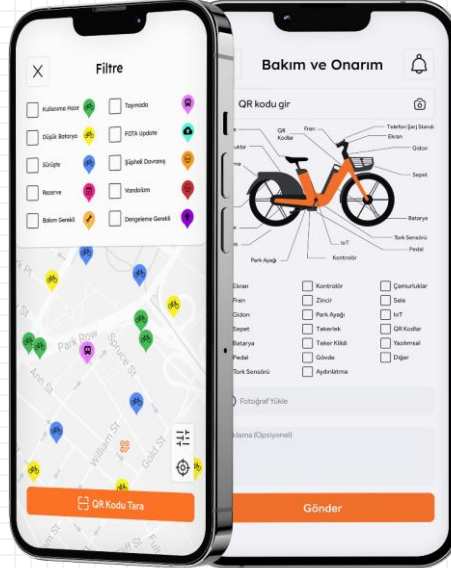 Filtre
Kullanıma Hazır
Taşımada
Düşük Batarya
FOTA Update
Sürüşte
Şüpheli Davranış
Rezerve
Vandalizm
Bakım Gerekli
Dengeleme Gerekli
Park Row
Spruce St
Ann St
William St
Gold St
QR Kodu Tara
Bakım ve Onarım
QR kodu gir
QR Kodlar
Fren
Telefon Şarj Standı
Ekran
Gidon
Sepet
Batarya
Tork Sensörü
Pedal
IoT
Kontrolör
Park Ayağı
Ekran
Kontrolör
Çamurluklar
Fren
Zincir
Sele
Gidon
Park Ayağı
IoT
Sepet
Tekerlek
QR Kodlar
Batarya
Teker Kilidi
Yazılımsal
Pedal
Gövde
Diğer
Tork Sensörü
Aydınlatma
Fotoğraf Yükle
klama (Opsiyonel)
Gönder